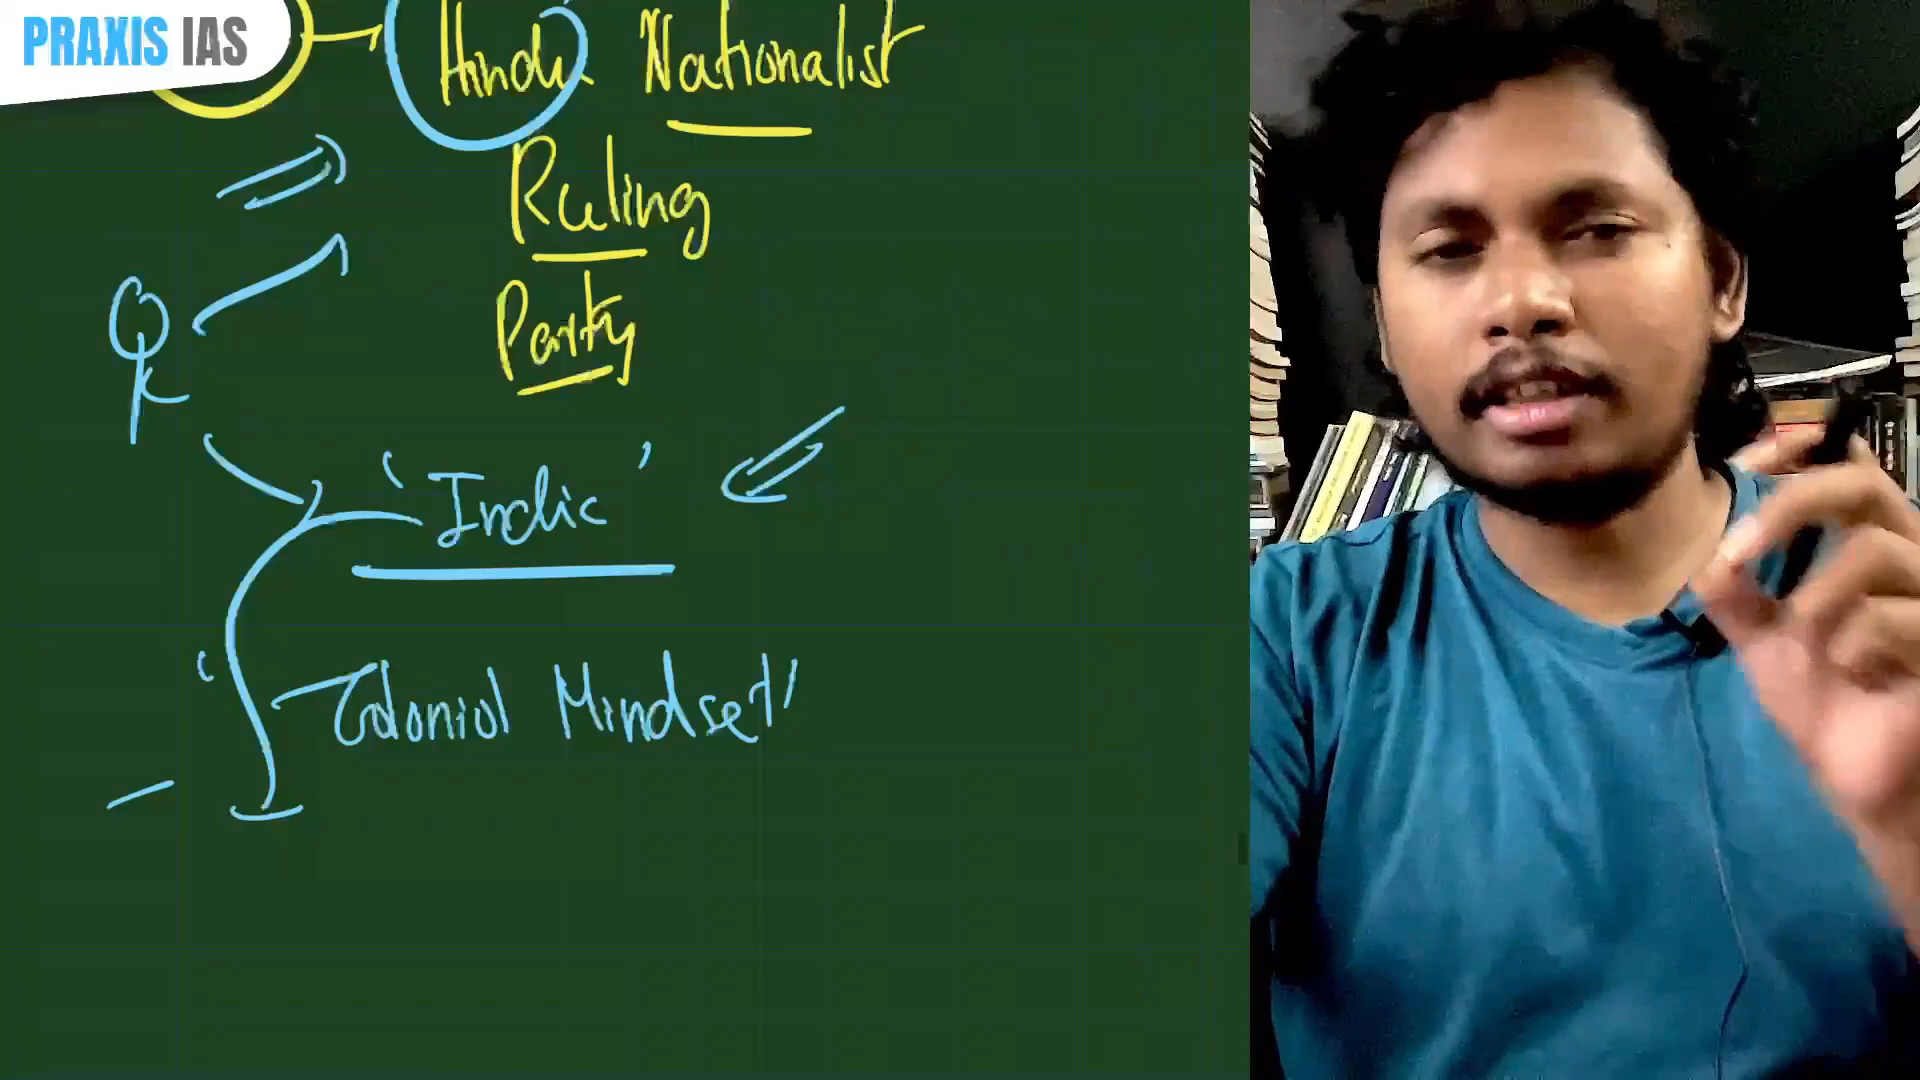 PRAXIS IAS
Hindu Nationalist
Ruling
Party
'Indic'
'Colonial Mindset'